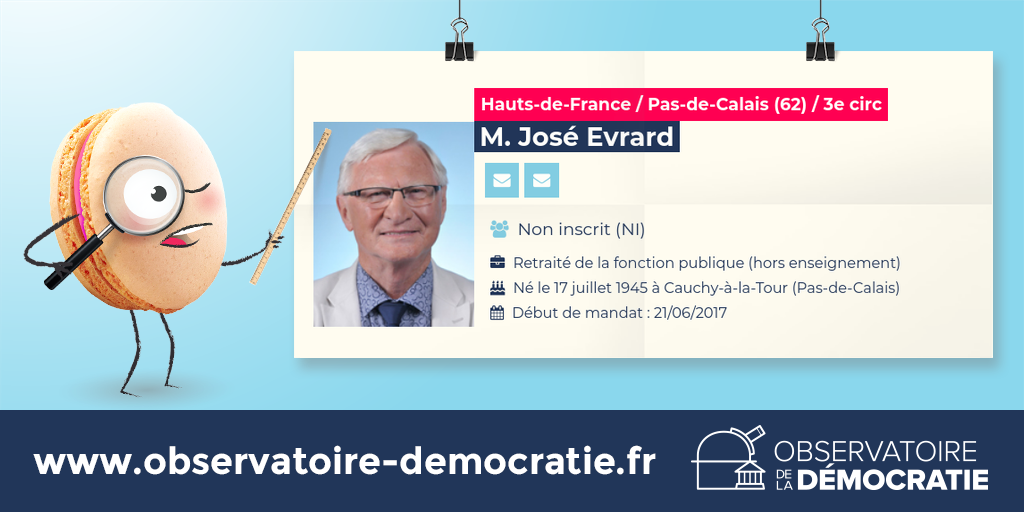 Hauts-de-France / Pas-de-Calais (62) / 3e circ
M. José Evrard
Non inscrit (NI)
Retraité de la fonction publique (hors enseignement)
Né le 17 juillet 1945 à Cauchy-à-la-Tour (Pas-de-Calais)
Début de mandat : 21/06/2017
www.observatoire-democratie.fr
OBSERVATOIRE
DE LA DÉMOCRATIE